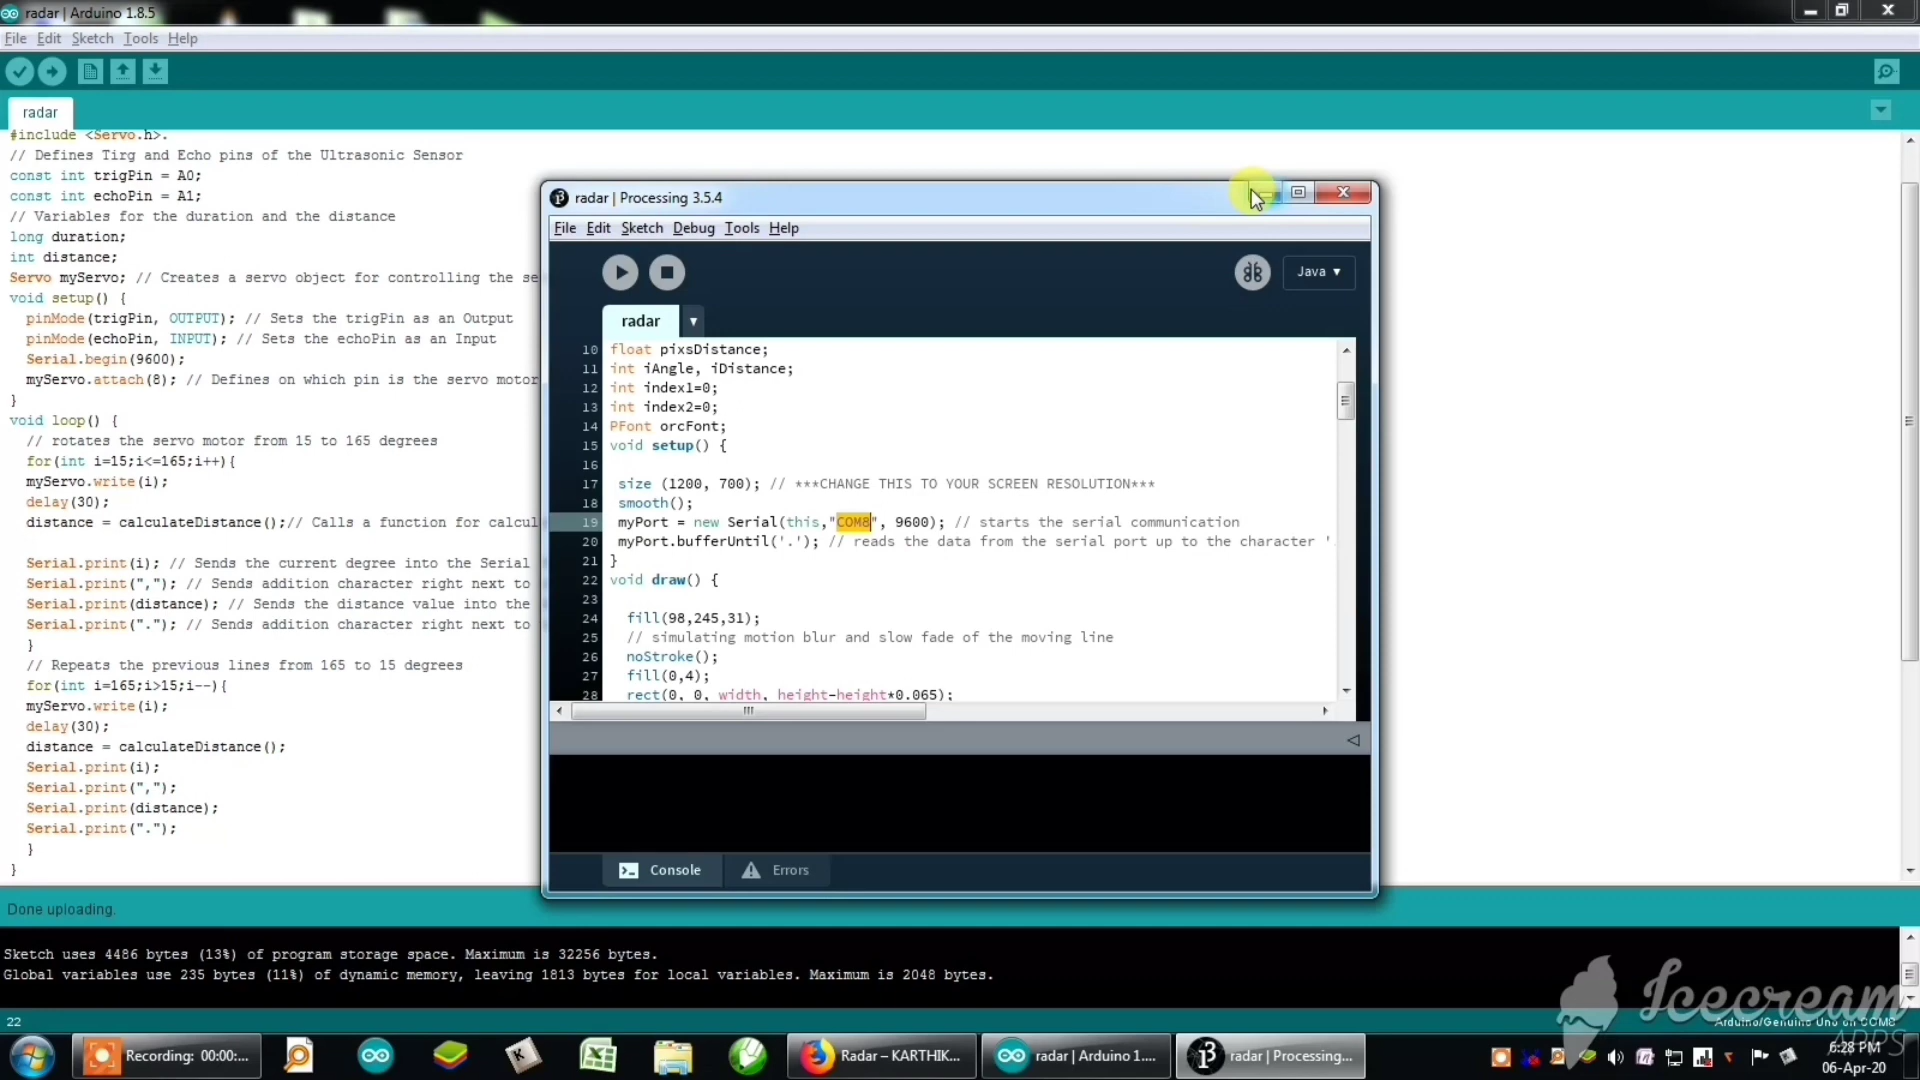 radar | Arduino 1.8.5
File Edit Sketch Tools Help
radar
#include <Servo.h>.
// Defines Tirg and Echo pins of the Ultrasonic Sensor
const int trigPin = A0;
const int echoPin = A1;
// Variables for the duration and the distance
long duration;
int distance;
Servo myServo; // Creates a servo object for controlling the se
void setup() {
pinMode(trigPin, OUTPUT); // Sets the trigPin as an Output
pinMode(echoPin, INPUT); // Sets the echoPin as an Input
Serial.begin(9600);
myServo.attach(8); // Defines on which pin is the servo motor
}
void loop() {
// rotates the servo motor from 15 to 165 degrees
for(int i=15;i<=165;i++){
myServo.write(i);
delay(30);
distance = calculateDistance();// Calls a function for calcul
Serial.print(i); // Sends the current degree into the Serial
Serial.print(","); // Sends addition character right next to
Serial.print(distance); // Sends the distance value into the
Serial.print("."); // Sends addition character right next to
}
// Repeats the previous lines from 165 to 15 degrees
for(int i=165;i>15;i--){
myServo.write(i);
delay(30);
distance = calculateDistance();
Serial.print(i);
Serial.print(",");
Serial.print(distance);
Serial.print(".");
}
}
radar | Processing 3.5.4
File Edit Sketch Debug Tools Help
Java
radar
10 float pixsDistance;
11 int iAngle, iDistance;
12 int index1=0;
13 int index2=0;
14 PFont orcFont;
15 void setup() {
16
17 size (1200, 700); // ***CHANGE THIS TO YOUR SCREEN RESOLUTION***
18 smooth();
19 myPort = new Serial(this,"COM8", 9600); // starts the serial communication
20 myPort.bufferUntil('.'); // reads the data from the serial port up to the character '.
21 }
22 void draw() {
23
24 fill(98,245,31);
25 // simulating motion blur and slow fade of the moving line
26 noStroke();
27 fill(0,4);
28 rect(0, 0, width, height-height*0.065);
Console Errors
Done uploading.
Sketch uses 4486 bytes (13%) of program storage space. Maximum is 32256 bytes.
Global variables use 235 bytes (11%) of dynamic memory, leaving 1813 bytes for local variables. Maximum is 2048 bytes.
22
Arduino/Genuino Uno on COM8
Icecream
APPS
Recording: 00:00:...
Radar – KARTHIK...
radar | Arduino 1....
radar | Processing...
6:28 PM
06-Apr-20